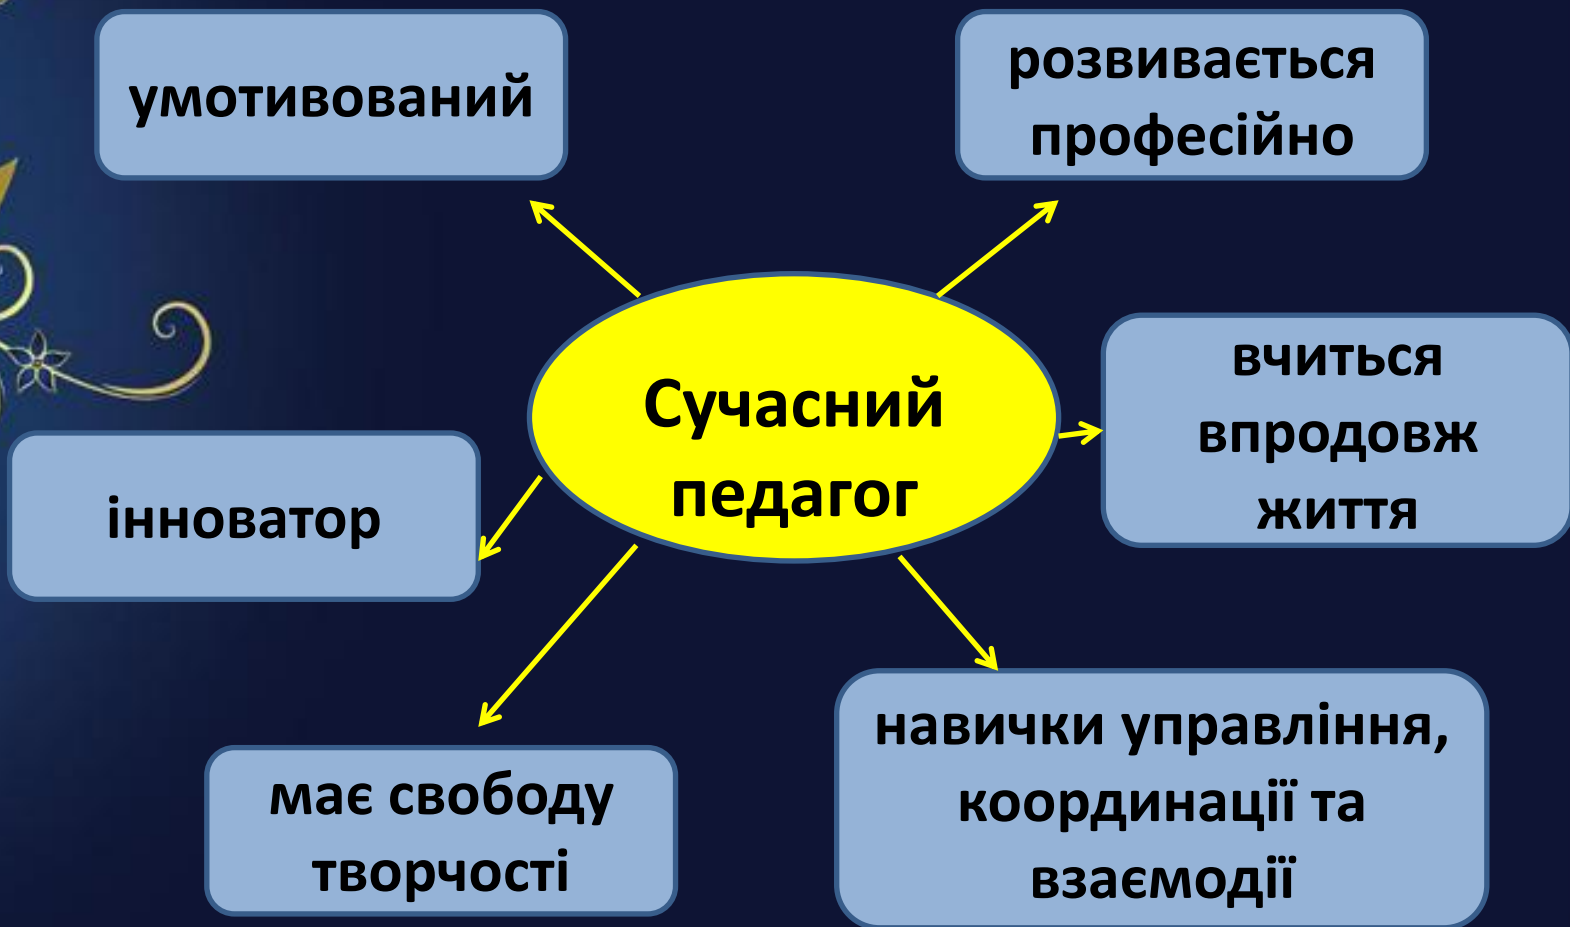 умотивований
розвивається
професійно
Сучасний
педагог
вчиться
впродовж
життя
інноватор
має свободу
творчості
навички управління,
координації та
взаємодії